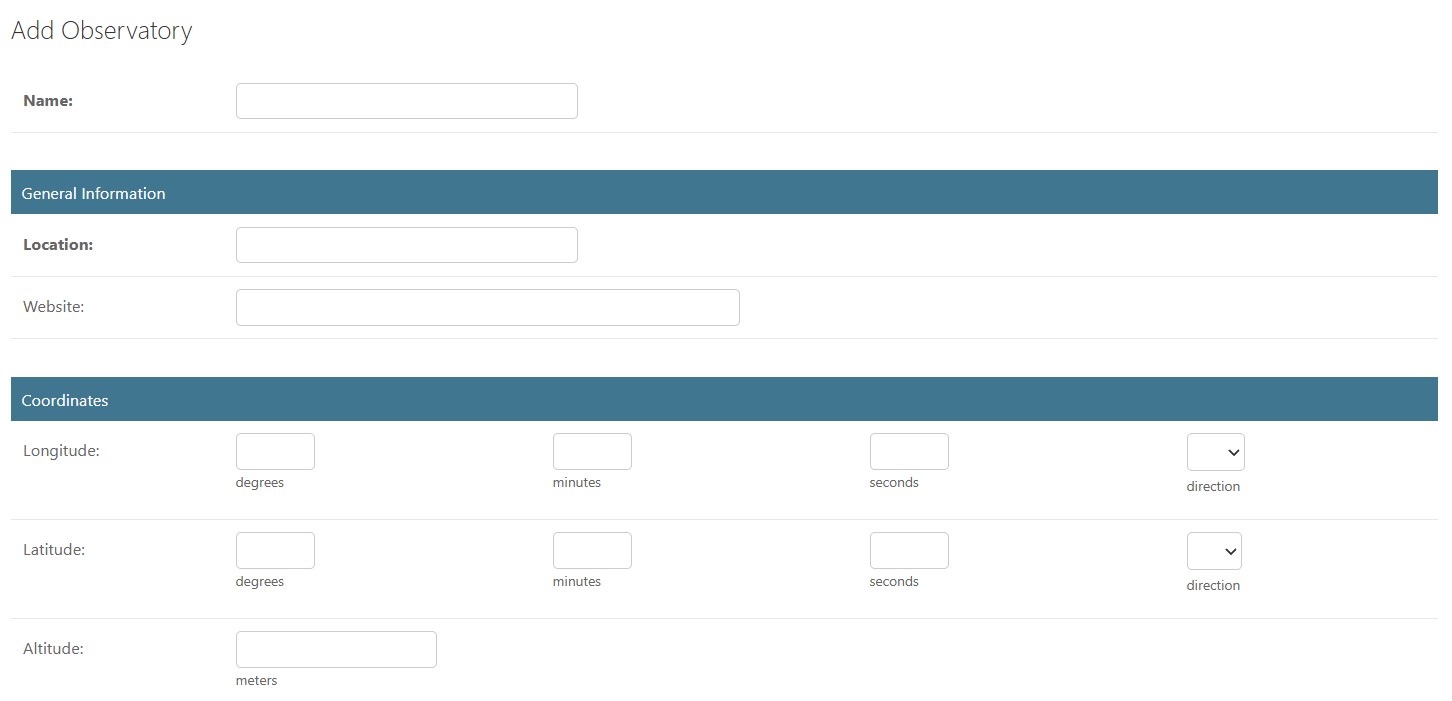 Add Observatory
Name:
General Information
Location:
Website:
Coordinates
Longitude:
degrees minutes seconds direction
Latitude:
degrees minutes seconds direction
Altitude:
meters